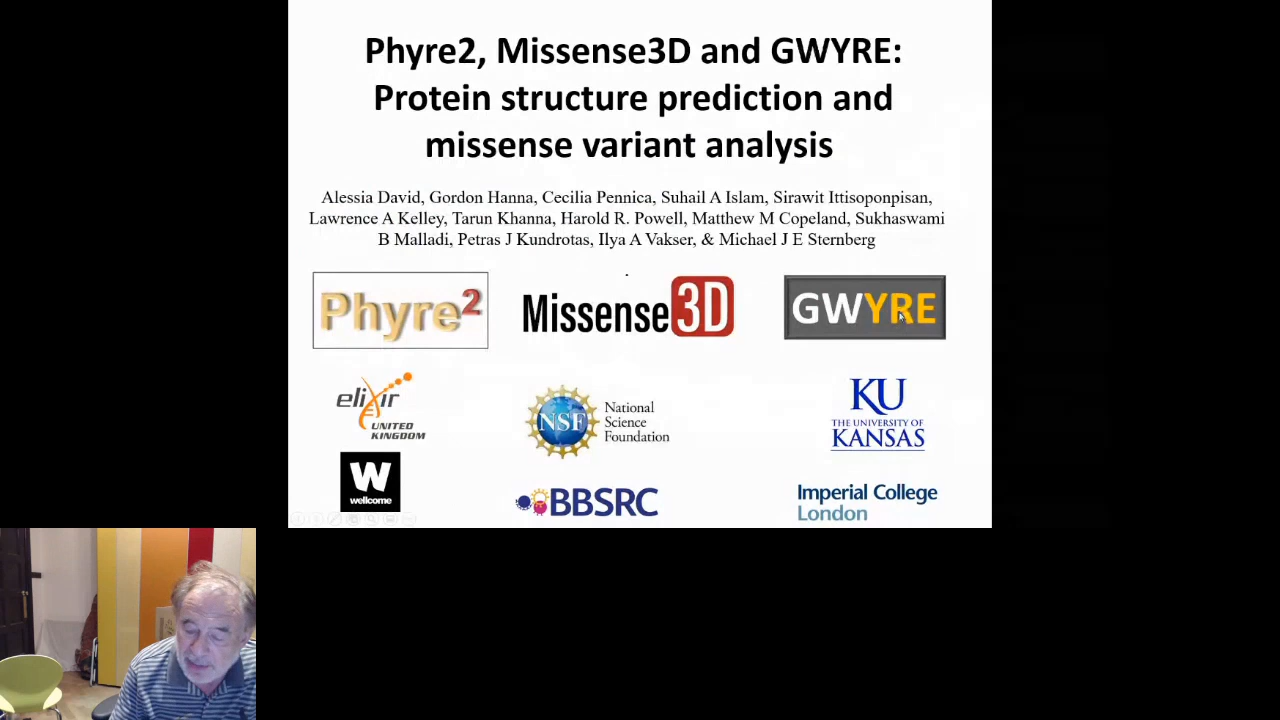 Phyre2, Missense3D and GWYRE:
Protein structure prediction and
missense variant analysis
Alessia David, Gordon Hanna, Cecilia Pennica, Suhail A Islam, Sirawit Ittisoponpisan,
Lawrence A Kelley, Tarun Khanna, Harold R. Powell, Matthew M Copeland, Sukhaswami
B Malladi, Petras J Kundrotas, Ilya A Vakser, & Michael J E Sternberg
.
Phyre2
Missense3D
GWYRE
elixir
UNITED
KINGDOM
NSF
National
Science
Foundation
KU
THE UNIVERSITY OF
KANSAS
W
wellcome
BBSRC
Imperial College
London